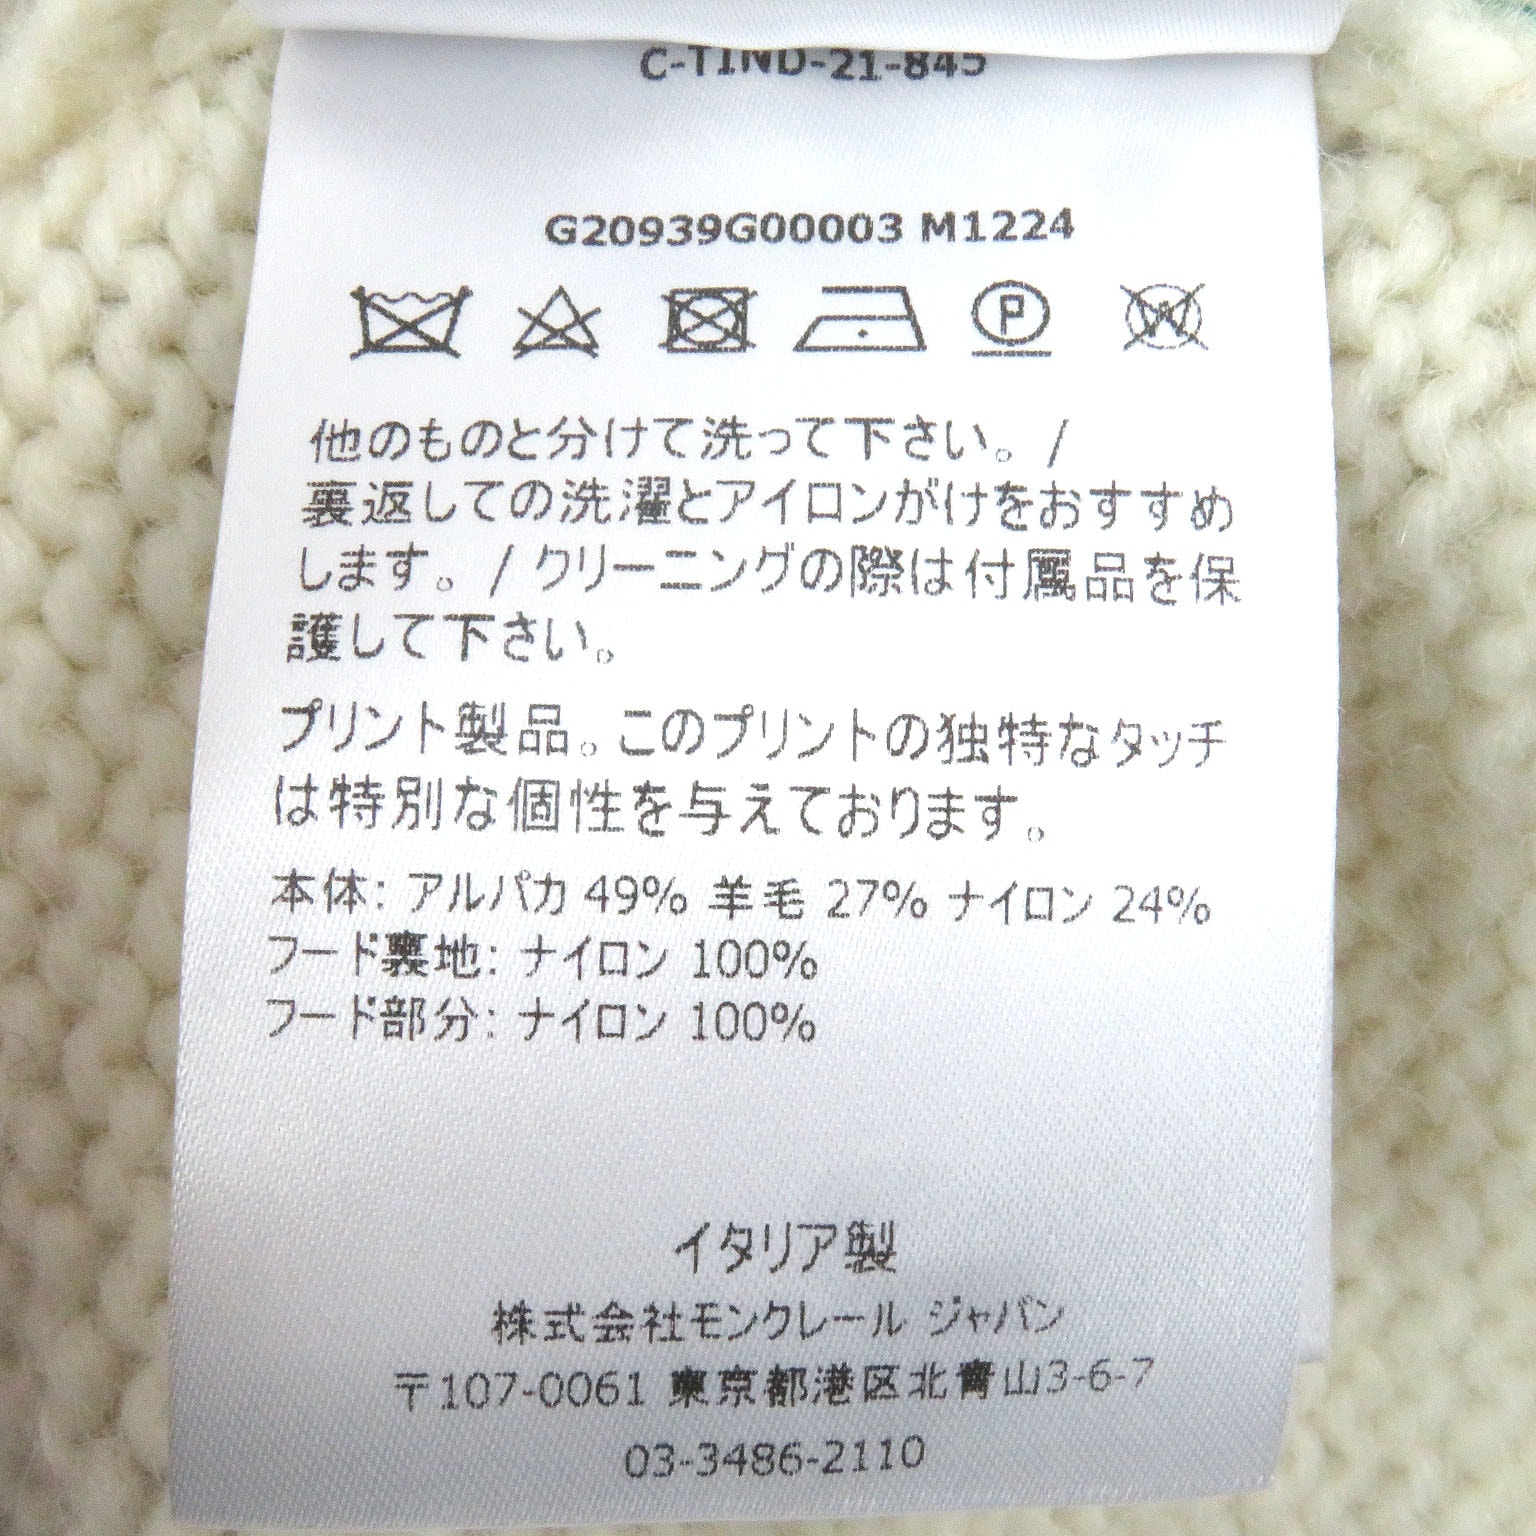 C-TIND-21-845
G20939G00003 M1224
P
W
他のものと分けて洗って下さい。/
裏返しての洗濯とアイロンがけをおすすめ
します。/ クリーニングの際は付属品を保
護して下さい。
プリント製品。このプリントの独特なタッチ
は特別な個性を与えております。
本体: アルパカ 49% 羊毛 27% ナイロン 24%
フード裏地: ナイロン 100%
フード部分: ナイロン 100%
イタリア製
株式会社モンクレール ジャパン
〒107-0061 東京都港区北青山3-6-7
03-3486-2110